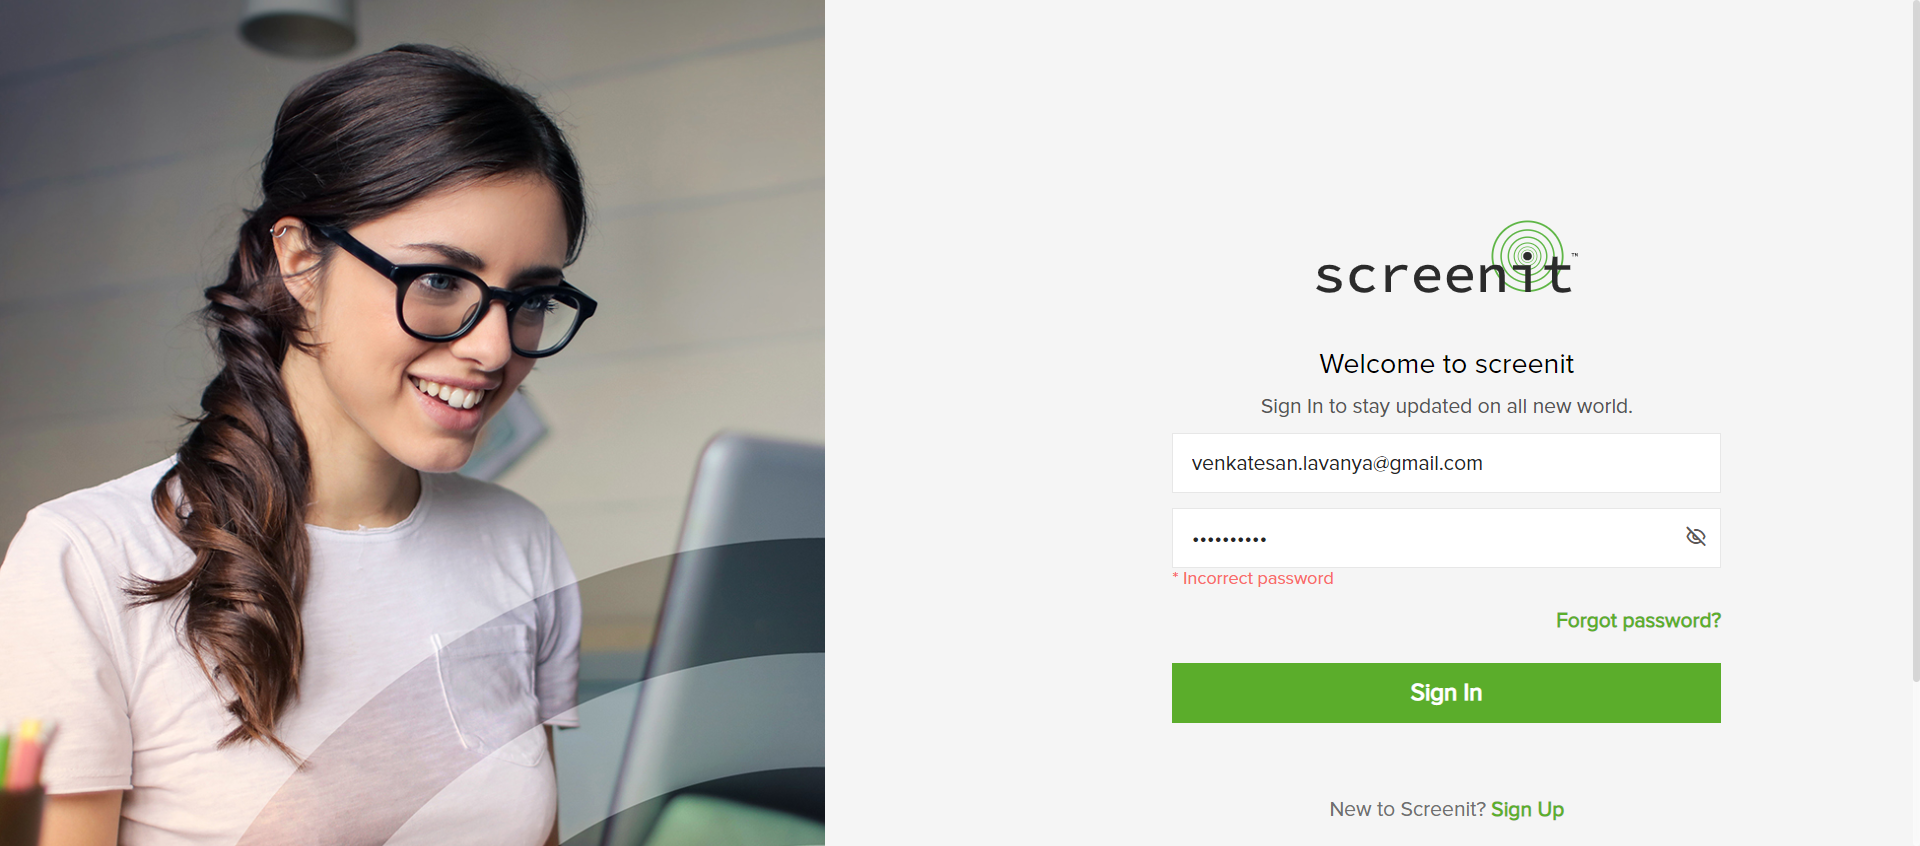 screenit™
Welcome to screenit
Sign In to stay updated on all new world.
venkatesan.lavanya@gmail.com
••••••••••
* Incorrect password
Forgot password?
Sign In
New to Screenit? Sign Up